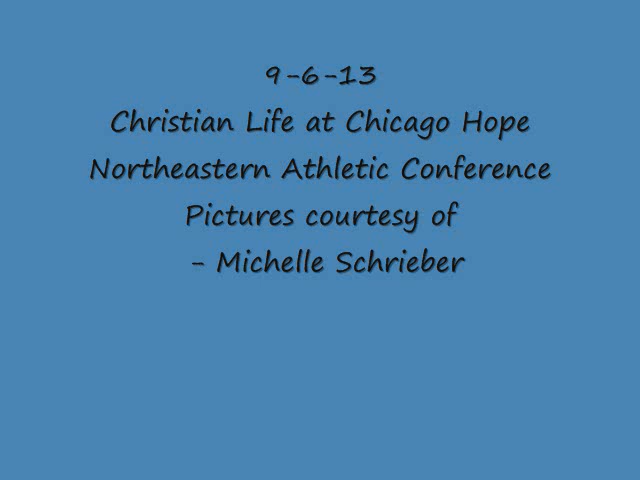 9-6-13
Christian Life at Chicago Hope
Northeastern Athletic Conference
Pictures courtesy of
- Michelle Schrieber